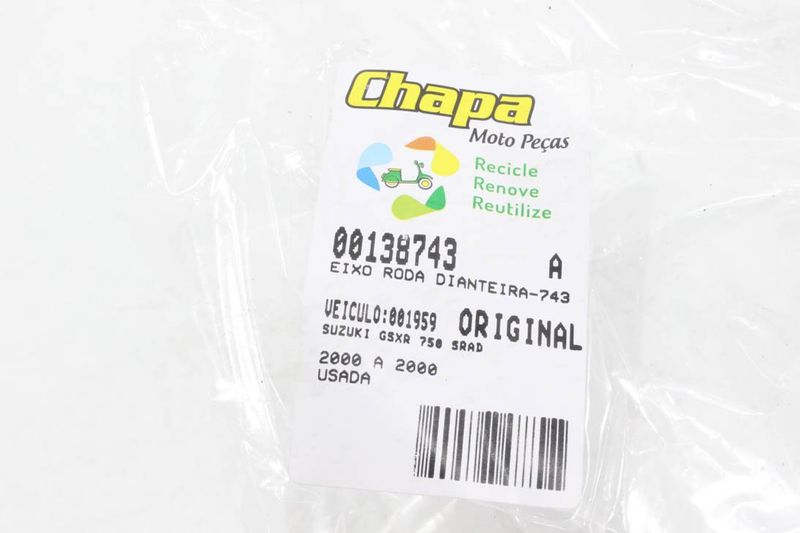 Chapa
Moto Peças
Recicle
Renove
Reutilize
00138743 A
EIXO RODA DIANTEIRA-743
VEICULO:001959 ORIGINAL
SUZUKI GSXR 750 SRAD
2000 A 2000
USADA